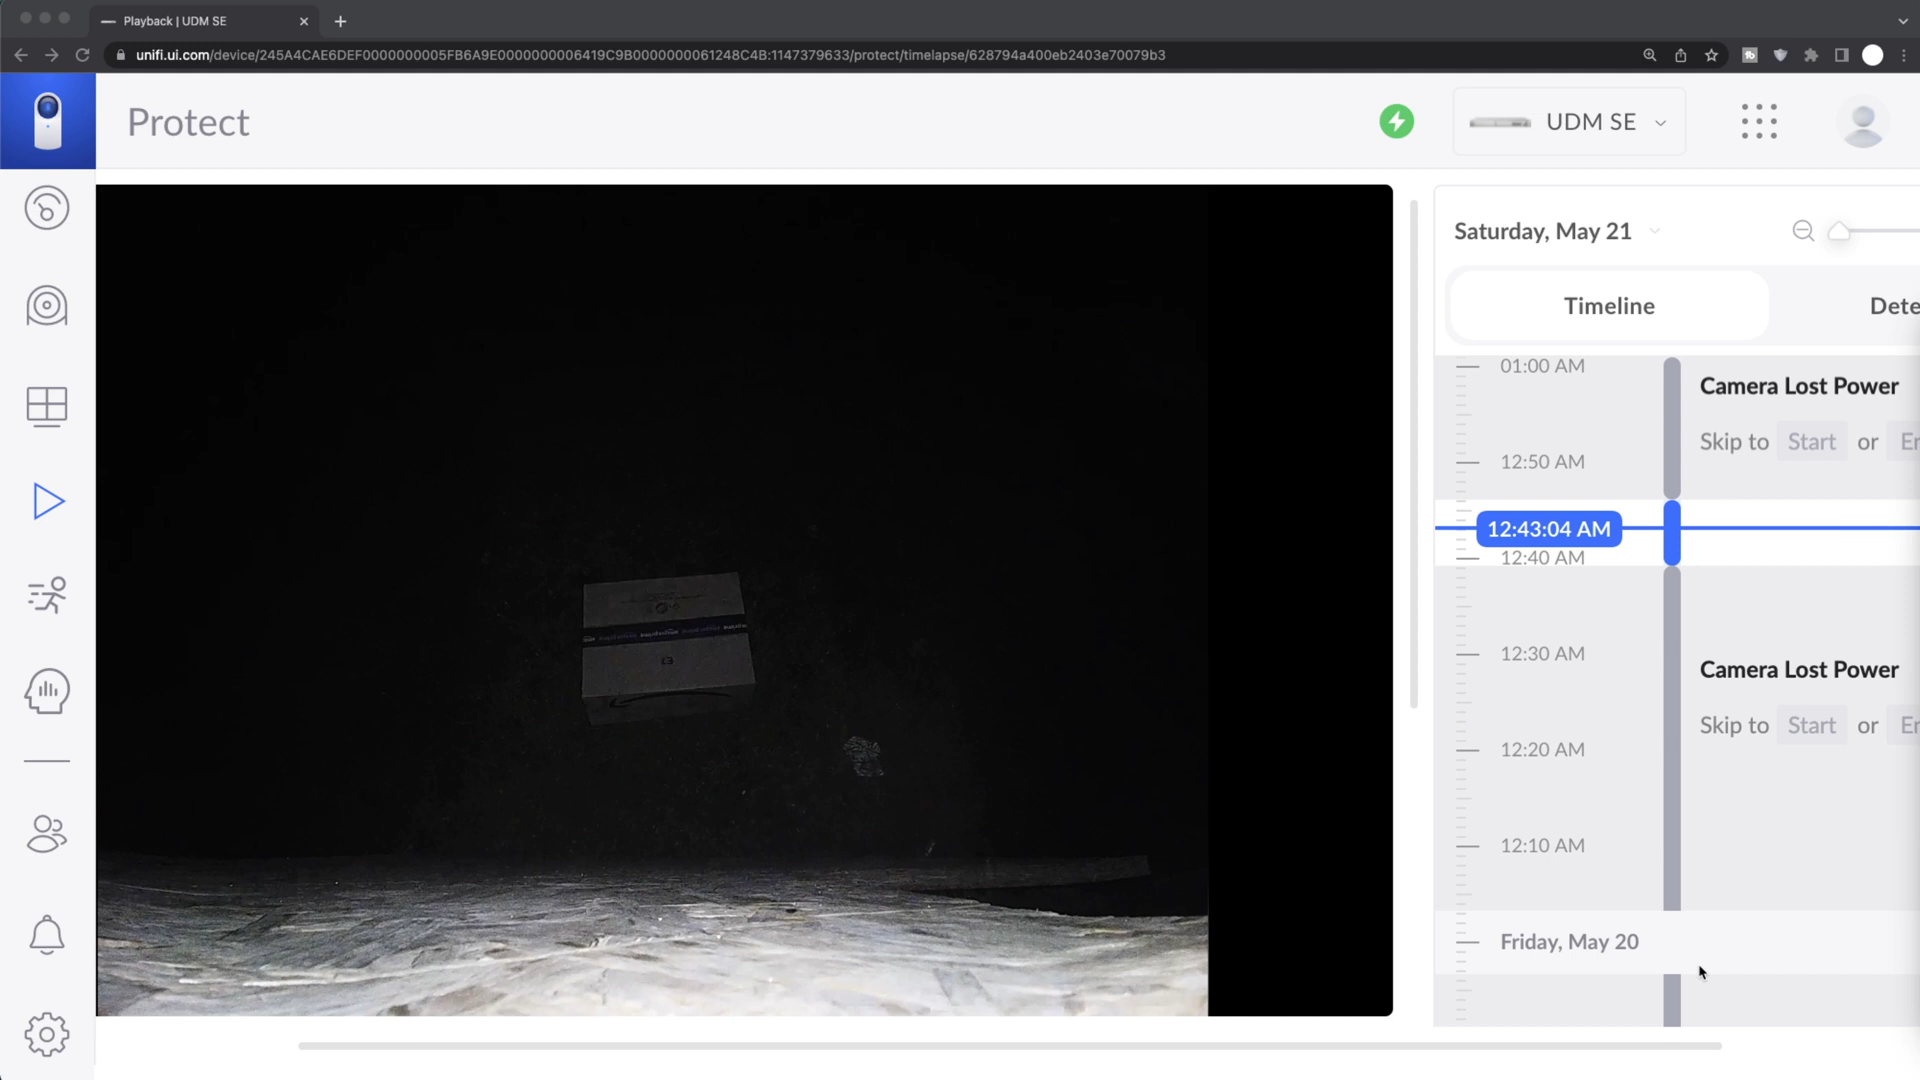 Playback | UDM SE
unifi.ui.com/device/245A4CAE6DEF0000000005FB6A9E0000000006419C9B0000000061248C4B:1147379633/protect/timelapse/628794a400eb2403e70079b3
Protect
UDM SE
Saturday, May 21
Timeline
Dete
01:00 AM
Camera Lost Power
Skip to Start or En
12:50 AM
12:43:04 AM
12:40 AM
12:30 AM
Camera Lost Power
Skip to Start or En
12:20 AM
12:10 AM
Friday, May 20